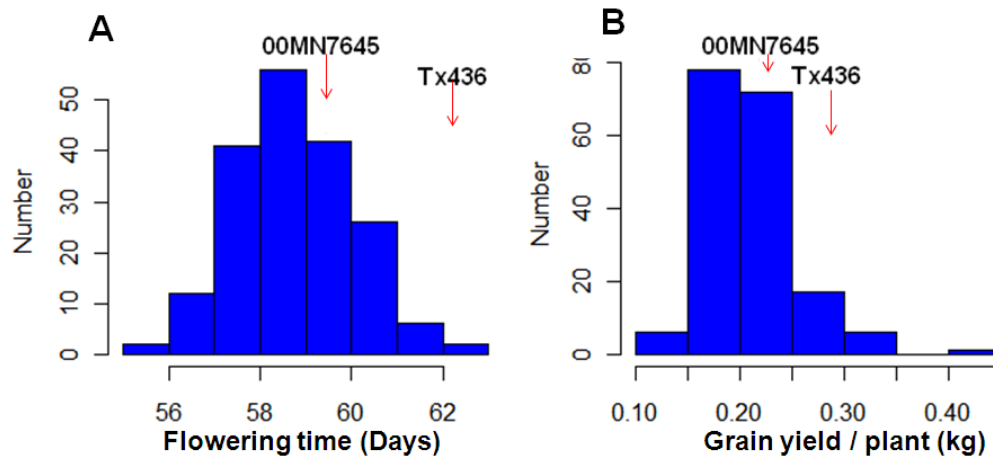 A
00MN7645
Tx436
Number
0 10 20 30 40 50
56 58 60 62
Flowering time (Days)
B
00MN7645
Tx436
Number
0 20 40 60 80
0.10 0.20 0.30 0.40
Grain yield / plant (kg)